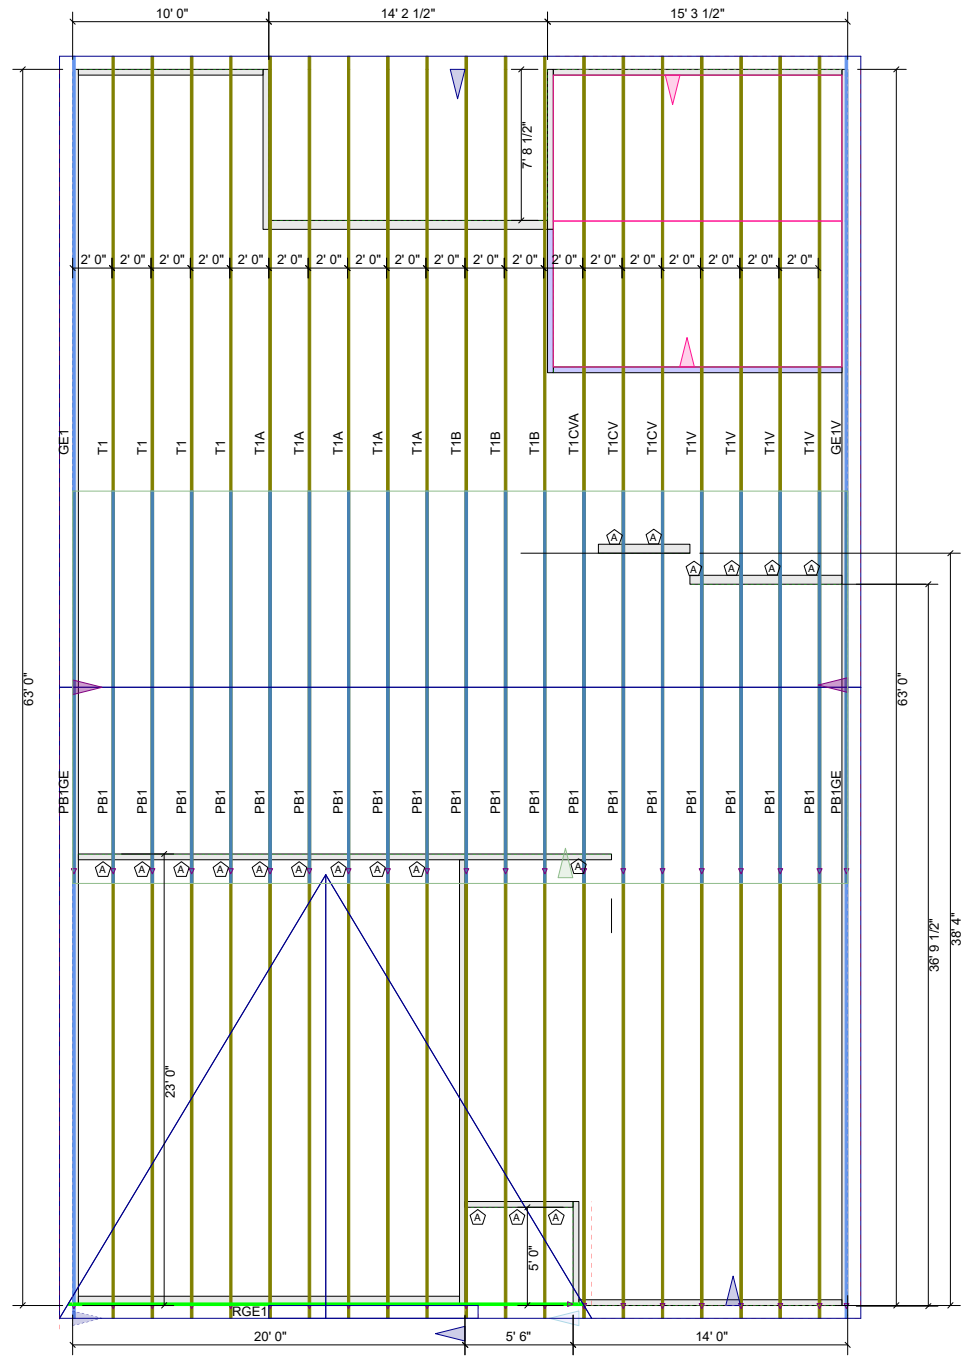 10' 0" 14' 2 1/2" 15' 3 1/2"
7' 8 1/2"
2' 0" 2' 0" 2' 0" 2' 0" 2' 0" 2' 0" 2' 0" 2' 0" 2' 0" 2' 0" 2' 0" 2' 0" 2' 0" 2' 0" 2' 0" 2' 0" 2' 0" 2' 0" 2' 0"
GE1 T1 T1 T1 T1 T1A T1A T1A T1A T1A T1B T1B T1B T1CVA T1CV T1CV T1V T1V T1V T1V GE1V
A A
A A A A
63' 0" 63' 0"
PB1GE PB1 PB1 PB1 PB1 PB1 PB1 PB1 PB1 PB1 PB1 PB1 PB1 PB1 PB1 PB1 PB1 PB1 PB1 PB1 PB1GE
A A A A A A A A A A
36' 9 1/2" 38' 4"
23' 0"
A A A
5' 0"
RGE1
20' 0" 5' 6" 14' 0"